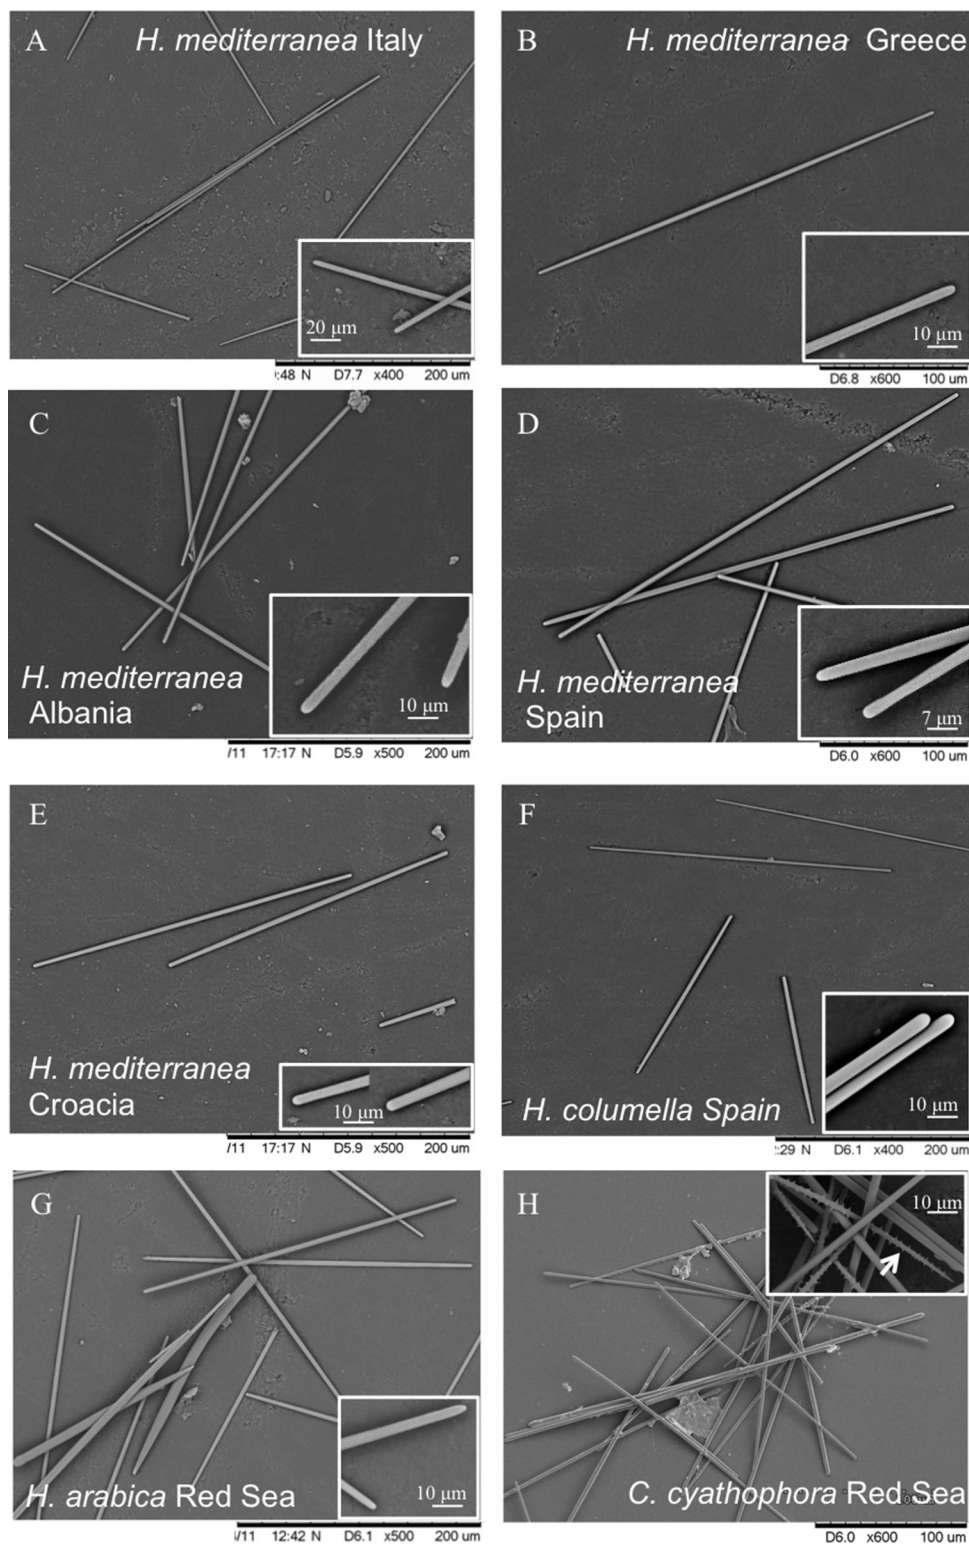 A
H. mediterranea Italy
20 µm
:48 N D7.7 x400 200 um
B
H. mediterranea Greece
10 µm
D6.8 x600 100 um
C
H. mediterranea
Albania
10 µm
/11 17:17 N D5.9 x500 200 um
D
H. mediterranea
Spain
7 µm
D6.0 x600 100 um
E
H. mediterranea
Croacia
10 µm
/11 17:17 N D5.9 x500 200 um
F
H. columella Spain
10 µm
:29 N D6.1 x400 200 um
G
H. arabica Red Sea
10 µm
/11 12:42 N D6.1 x500 200 um
H
10 µm
C. cyathophora Red Sea
D6.0 x600 100 um